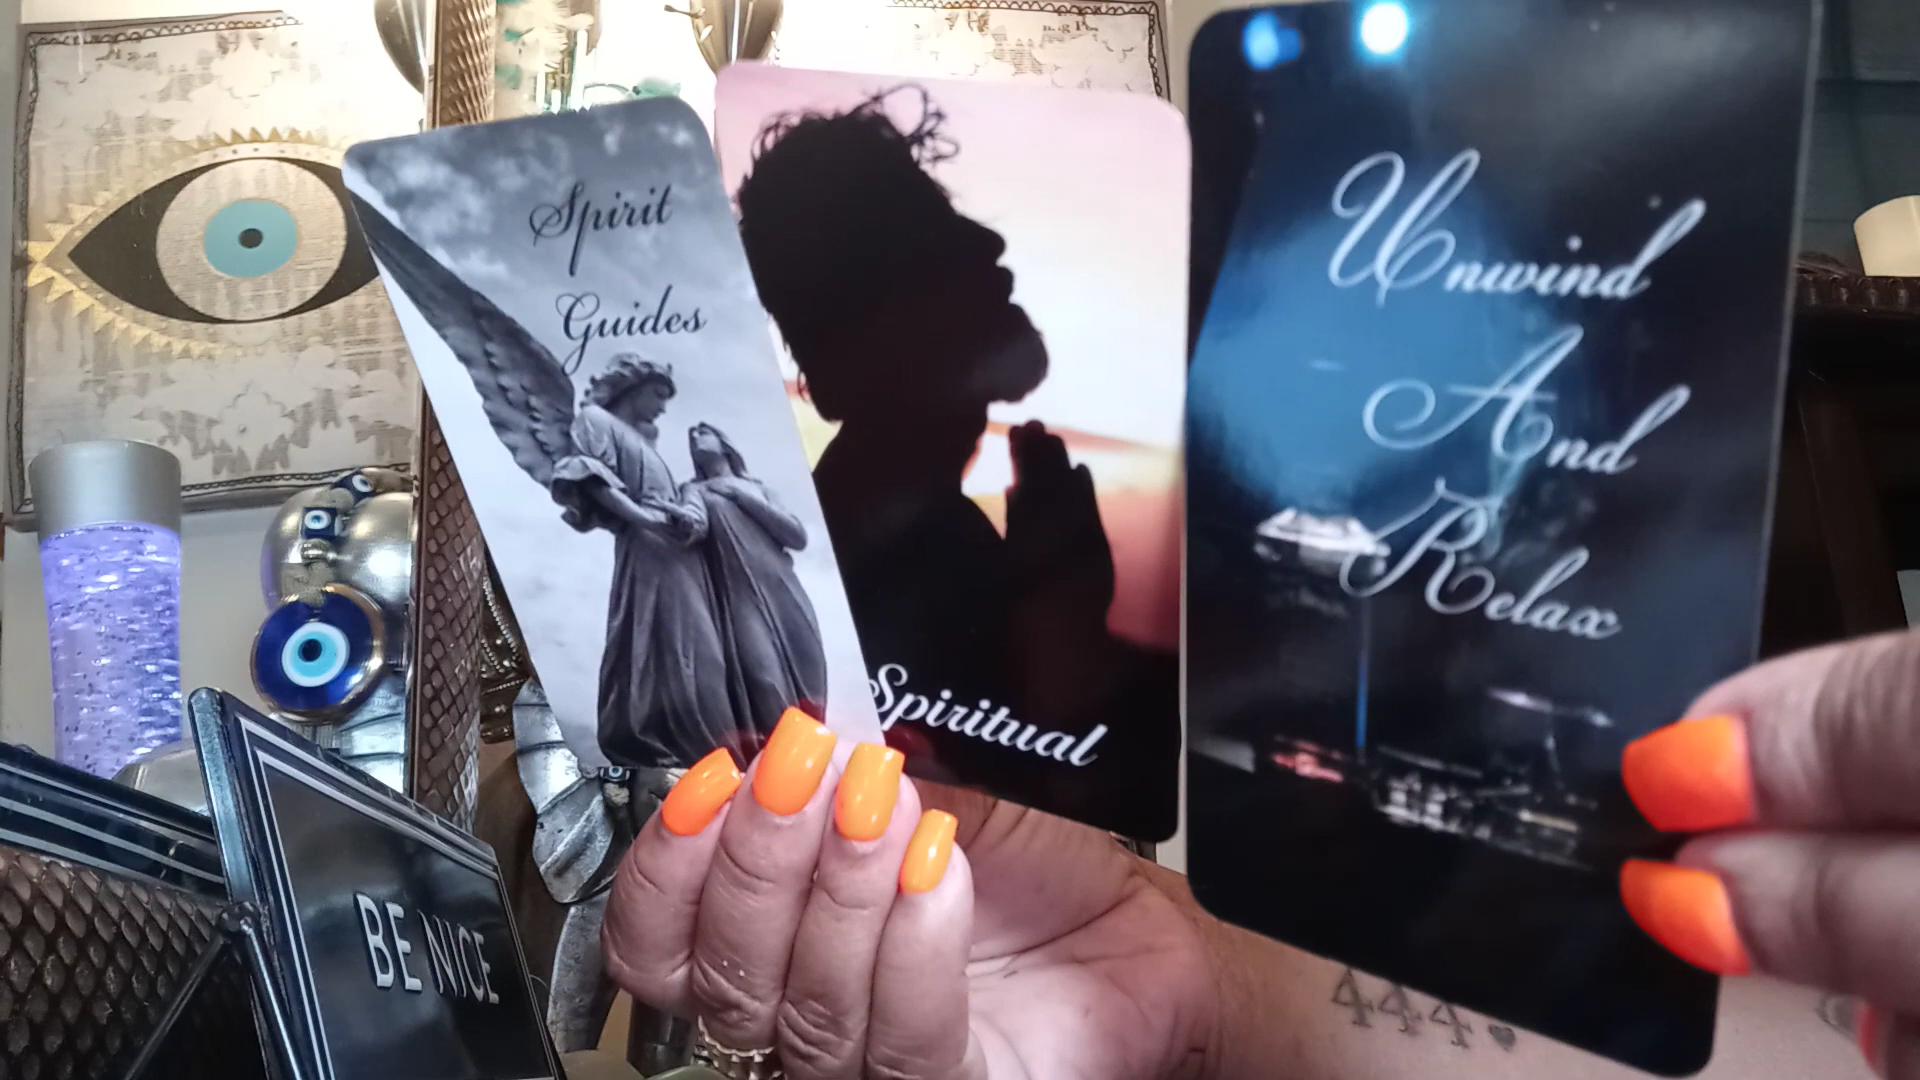 Spirit
Guides
Spiritual
Unwind
And
Relax
BE NICE
444